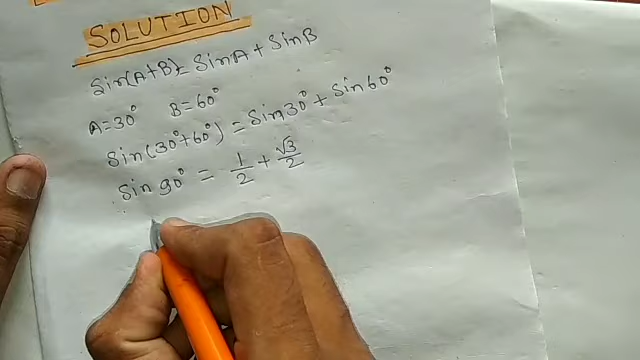 SOLUTION
Sin(A+B) = SinA + SinB
A=30° B=60°
Sin(30°+60°) = Sin30° + Sin60°
Sin 90° = 1/2 + √3/2